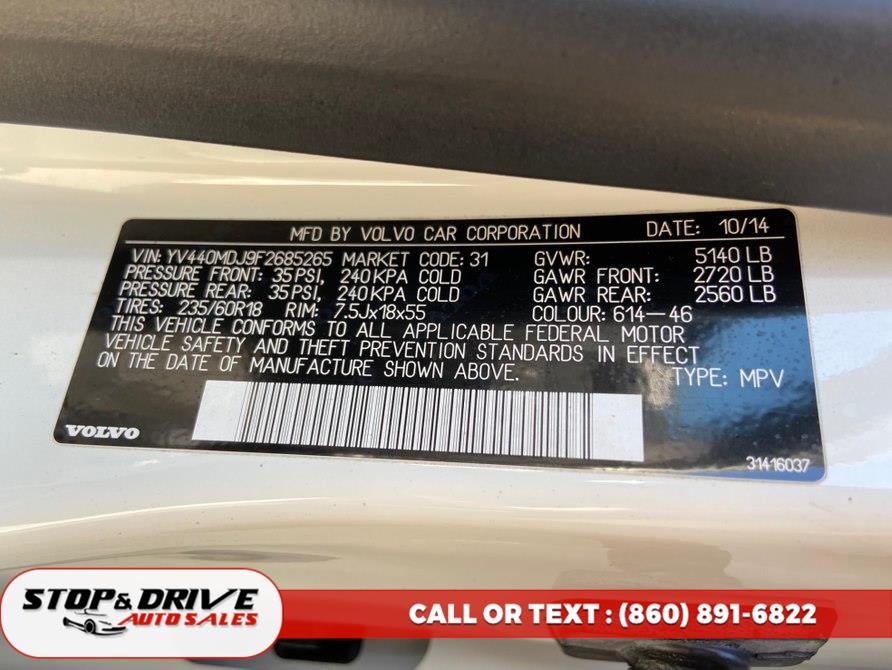 MFD BY VOLVO CAR CORPORATION DATE: 10/14
VIN: YV440MDJ9F2685265 MARKET CODE: 31 GVWR: 5140 LB
PRESSURE FRONT: 35 PSI, 240 KPA COLD GAWR FRONT: 2720 LB
PRESSURE REAR: 35 PSI, 240 KPA COLD GAWR REAR: 2560 LB
TIRES: 235/60R18 RIM: 7.5Jx18x55 COLOUR: 614-46
THIS VEHICLE CONFORMS TO ALL APPLICABLE FEDERAL MOTOR
VEHICLE SAFETY AND THEFT PREVENTION STANDARDS IN EFFECT
ON THE DATE OF MANUFACTURE SHOWN ABOVE. TYPE: MPV
VOLVO
31416037
STOP & DRIVE
AUTO SALES
CALL OR TEXT : (860) 891-6822